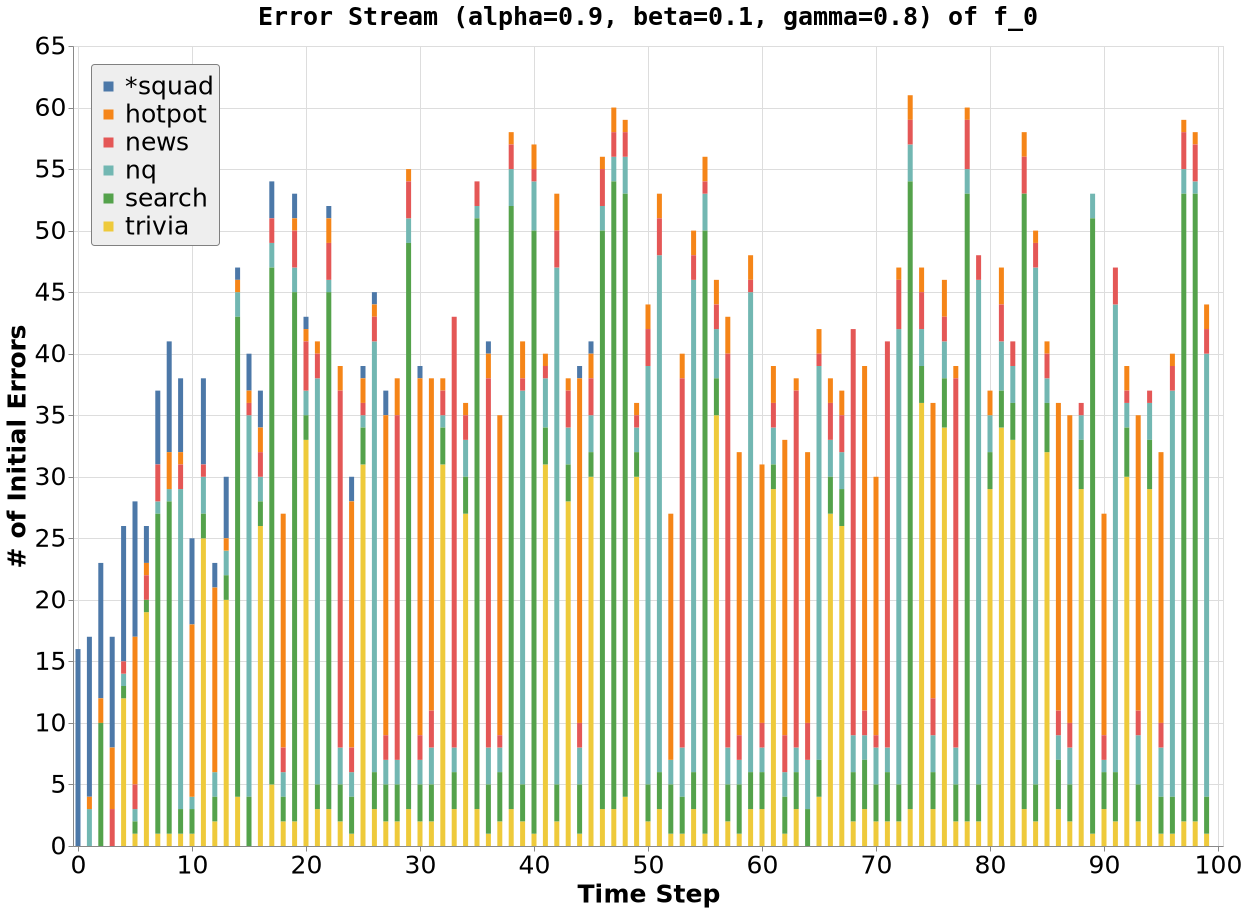 Error Stream (alpha=0.9, beta=0.1, gamma=0.8) of f_0
# of Initial Errors
65
60
55
50
45
40
35
30
25
20
15
10
5
0
*squad
hotpot
news
nq
search
trivia
0 10 20 30 40 50 60 70 80 90 100
Time Step